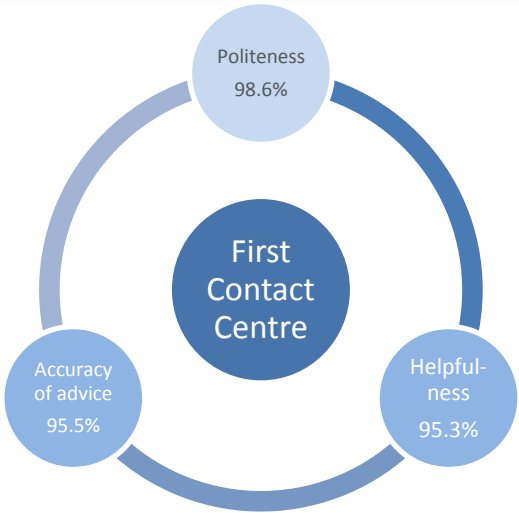 Politeness
98.6%
First
Contact
Centre
Accuracy
of advice
95.5%
Helpful-
ness
95.3%